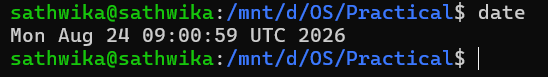 sathwika@sathwika:/mnt/d/OS/Practical$ date
Mon Aug 24 09:00:59 UTC 2026
sathwika@sathwika:/mnt/d/OS/Practical$